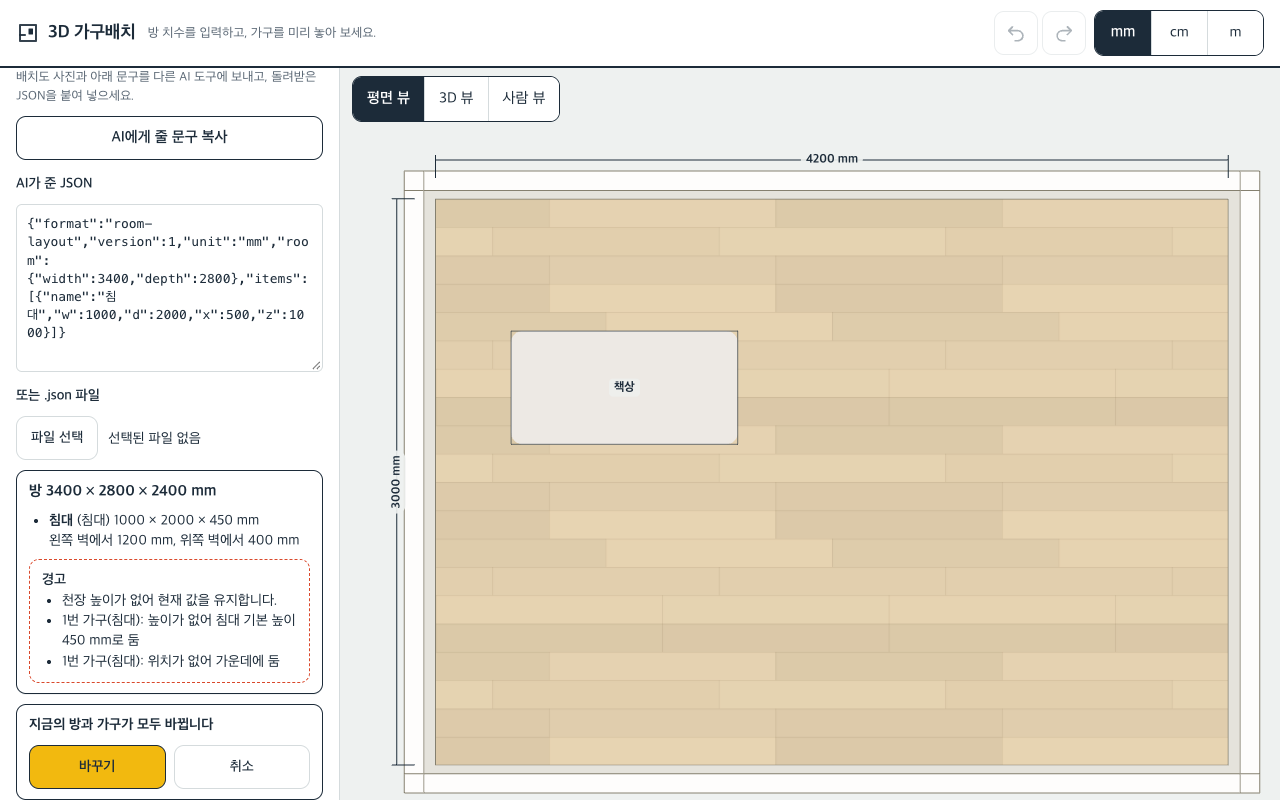 3D 가구배치
방 치수를 입력하고, 가구를 미리 놓아 보세요.
mm
cm
m
배치도 사진과 아래 문구를 다른 AI 도구에 보내고, 돌려받은
JSON을 붙여 넣으세요.
AI에게 줄 문구 복사
AI가 준 JSON
{"format":"room-
layout","version":1,"unit":"mm","roo
m":
{"width":3400,"depth":2800},"items":
[{"name":"침
대","w":1000,"d":2000,"x":500,"z":10
00}]}
또는 .json 파일
파일 선택
선택된 파일 없음
방 3400 × 2800 × 2400 mm
• 침대 (침대) 1000 × 2000 × 450 mm
왼쪽 벽에서 1200 mm, 위쪽 벽에서 400 mm
경고
• 천장 높이가 없어 현재 값을 유지합니다.
• 1번 가구(침대): 높이가 없어 침대 기본 높이
450 mm로 둠
• 1번 가구(침대): 위치가 없어 가운데에 둠
지금의 방과 가구가 모두 바뀝니다
바꾸기
취소
평면 뷰
3D 뷰
사람 뷰
4200 mm
3000 mm
책상